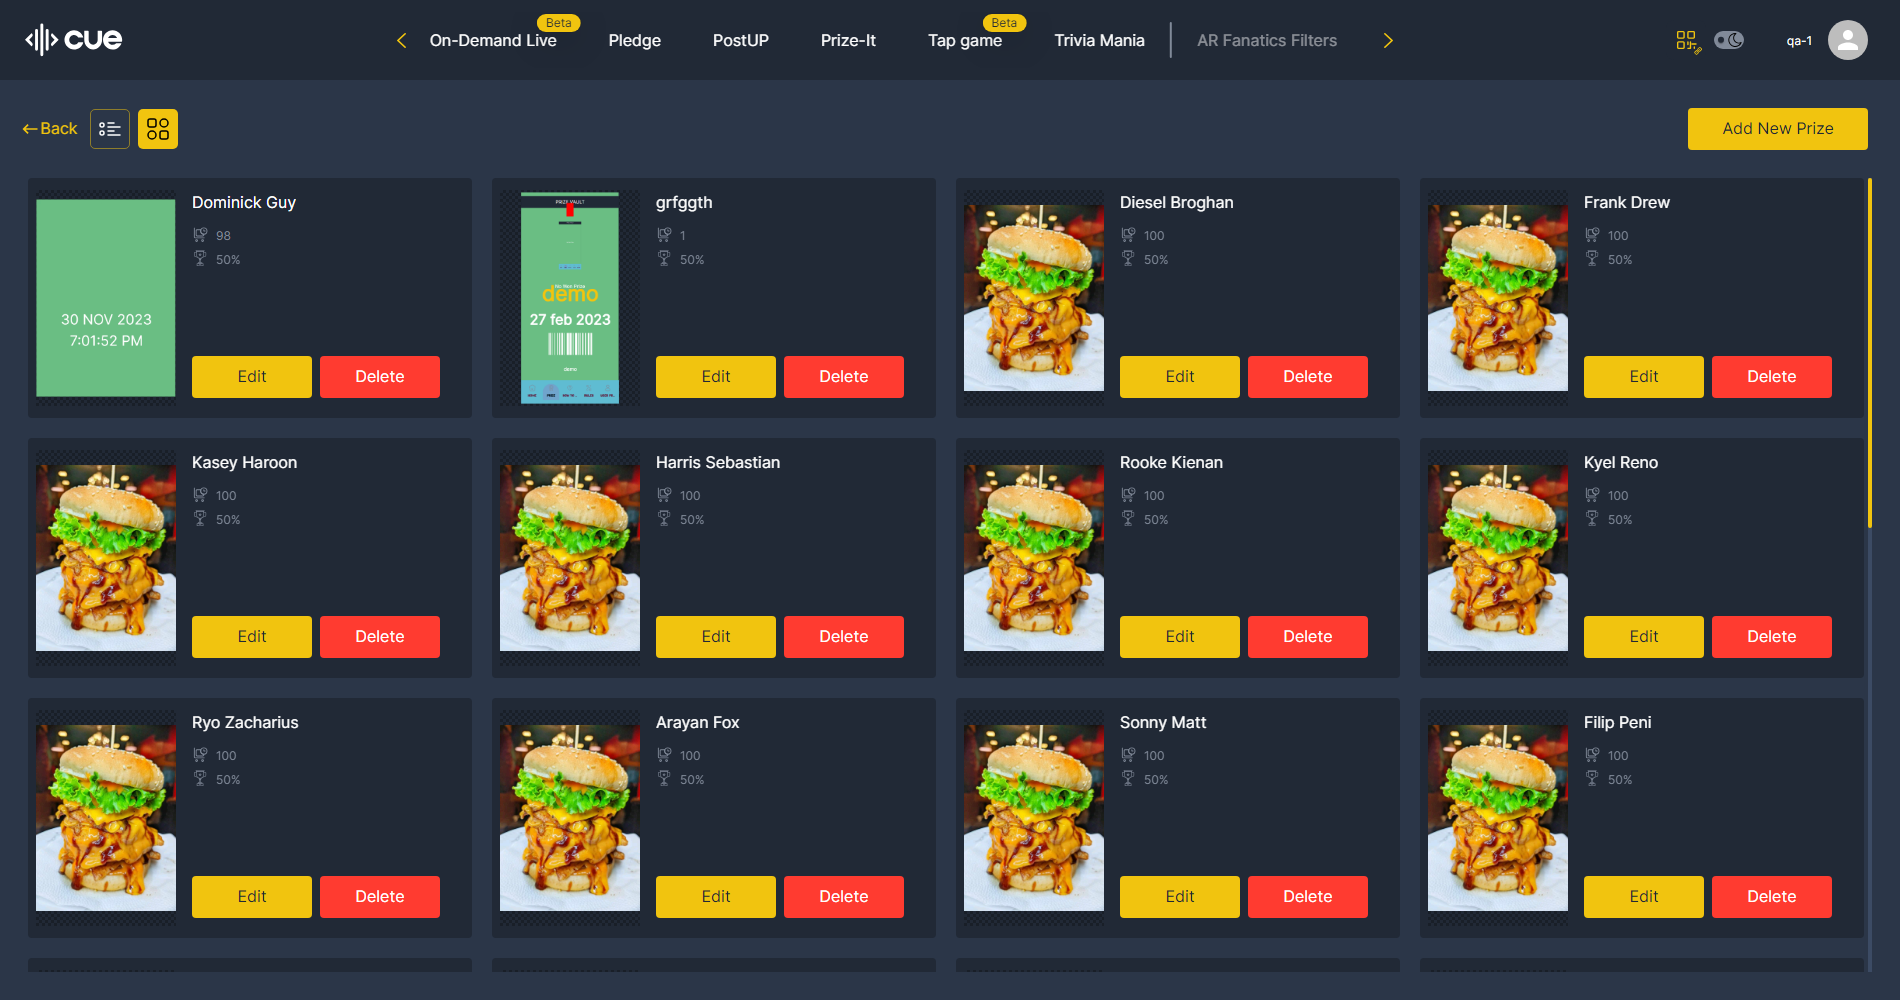 cue
On-Demand Live
Beta
Pledge
PostUP
Prize-It
Tap game
Beta
Trivia Mania
AR Fanatics Filters
qa-1
Back
Add New Prize
30 NOV 2023
7:01:52 PM
Dominick Guy
98
50%
Edit
Delete
PRIZE VAULT
demo
27 feb 2023
demo
grfggth
1
50%
Edit
Delete
Diesel Broghan
100
50%
Edit
Delete
Frank Drew
100
50%
Edit
Delete
Kasey Haroon
100
50%
Edit
Delete
Harris Sebastian
100
50%
Edit
Delete
Rooke Kienan
100
50%
Edit
Delete
Kyel Reno
100
50%
Edit
Delete
Ryo Zacharius
100
50%
Edit
Delete
Arayan Fox
100
50%
Edit
Delete
Sonny Matt
100
50%
Edit
Delete
Filip Peni
100
50%
Edit
Delete